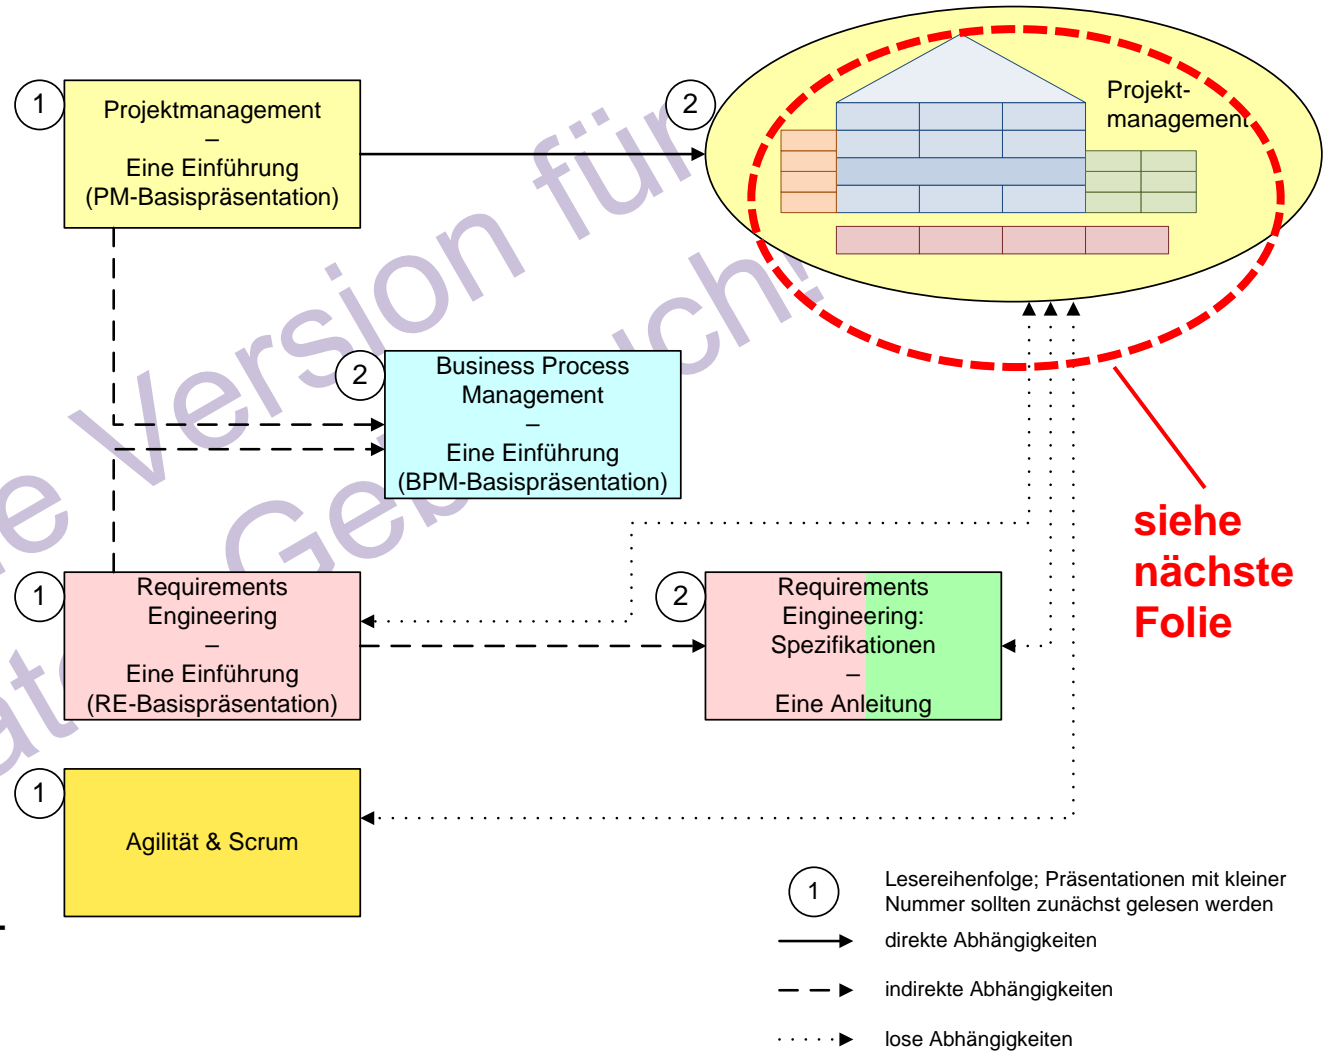 1
Projektmanagement
–
Eine Einführung
(PM-Basispräsentation)
2
Projekt-
management
2
Business Process
Management
–
Eine Einführung
(BPM-Basispräsentation)
siehe
nächste
Folie
1
Requirements
Engineering
–
Eine Einführung
(RE-Basispräsentation)
2
Requirements
Eingineering:
Spezifikationen
–
Eine Anleitung
1
Agilität & Scrum
1
Lesereihenfolge; Präsentationen mit kleiner
Nummer sollten zunächst gelesen werden
direkte Abhängigkeiten
indirekte Abhängigkeiten
lose Abhängigkeiten
Version für